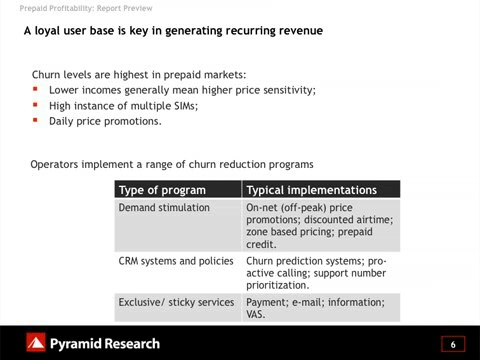 Prepaid Profitability: Report Preview
A loyal user base is key in generating recurring revenue
Churn levels are highest in prepaid markets:
Lower incomes generally mean higher price sensitivity;
High instance of multiple SIMs;
Daily price promotions.
Operators implement a range of churn reduction programs
Type of program Typical implementations
Demand stimulation On-net (off-peak) price
promotions; discounted airtime;
zone based pricing; prepaid
credit.
CRM systems and policies Churn prediction systems; pro-
active calling; support number
prioritization.
Exclusive/ sticky services Payment; e-mail; information;
VAS.
Pyramid Research 6